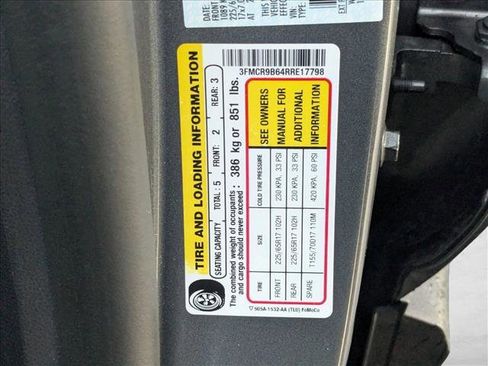 TIRE AND LOADING INFORMATION
SEATING CAPACITY TOTAL: 5 FRONT: 2 REAR: 3
The combined weight of occupants and cargo should never exceed : 386 kg or 851 lbs.
TIRE SIZE COLD TIRE PRESSURE
FRONT 225/65R17 102H 230 KPA, 33 PSI
REAR 225/65R17 102H 230 KPA, 33 PSI
SPARE T155/70D17 110M 420 KPA, 60 PSI
SEE OWNERS
MANUAL FOR
ADDITIONAL
INFORMATION
3FMCR9B64RRE17798